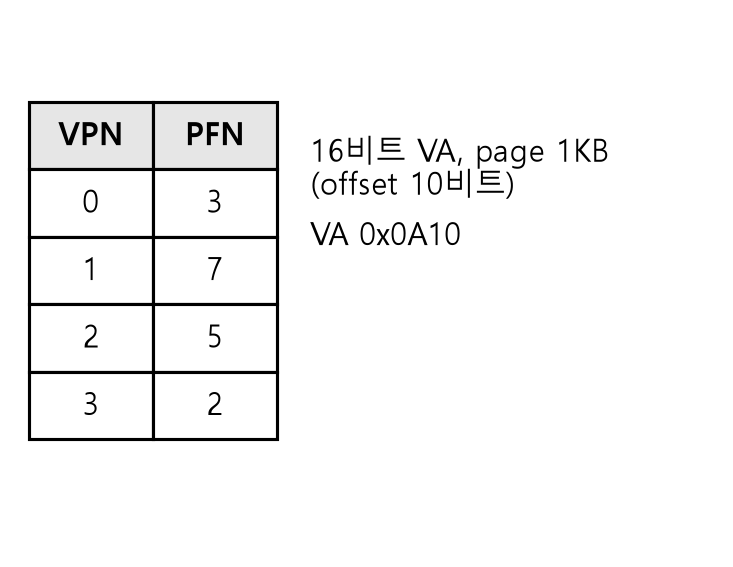 VPN PFN
0 3
1 7
2 5
3 2
16비트 VA, page 1KB
(offset 10비트)
VA 0x0A10